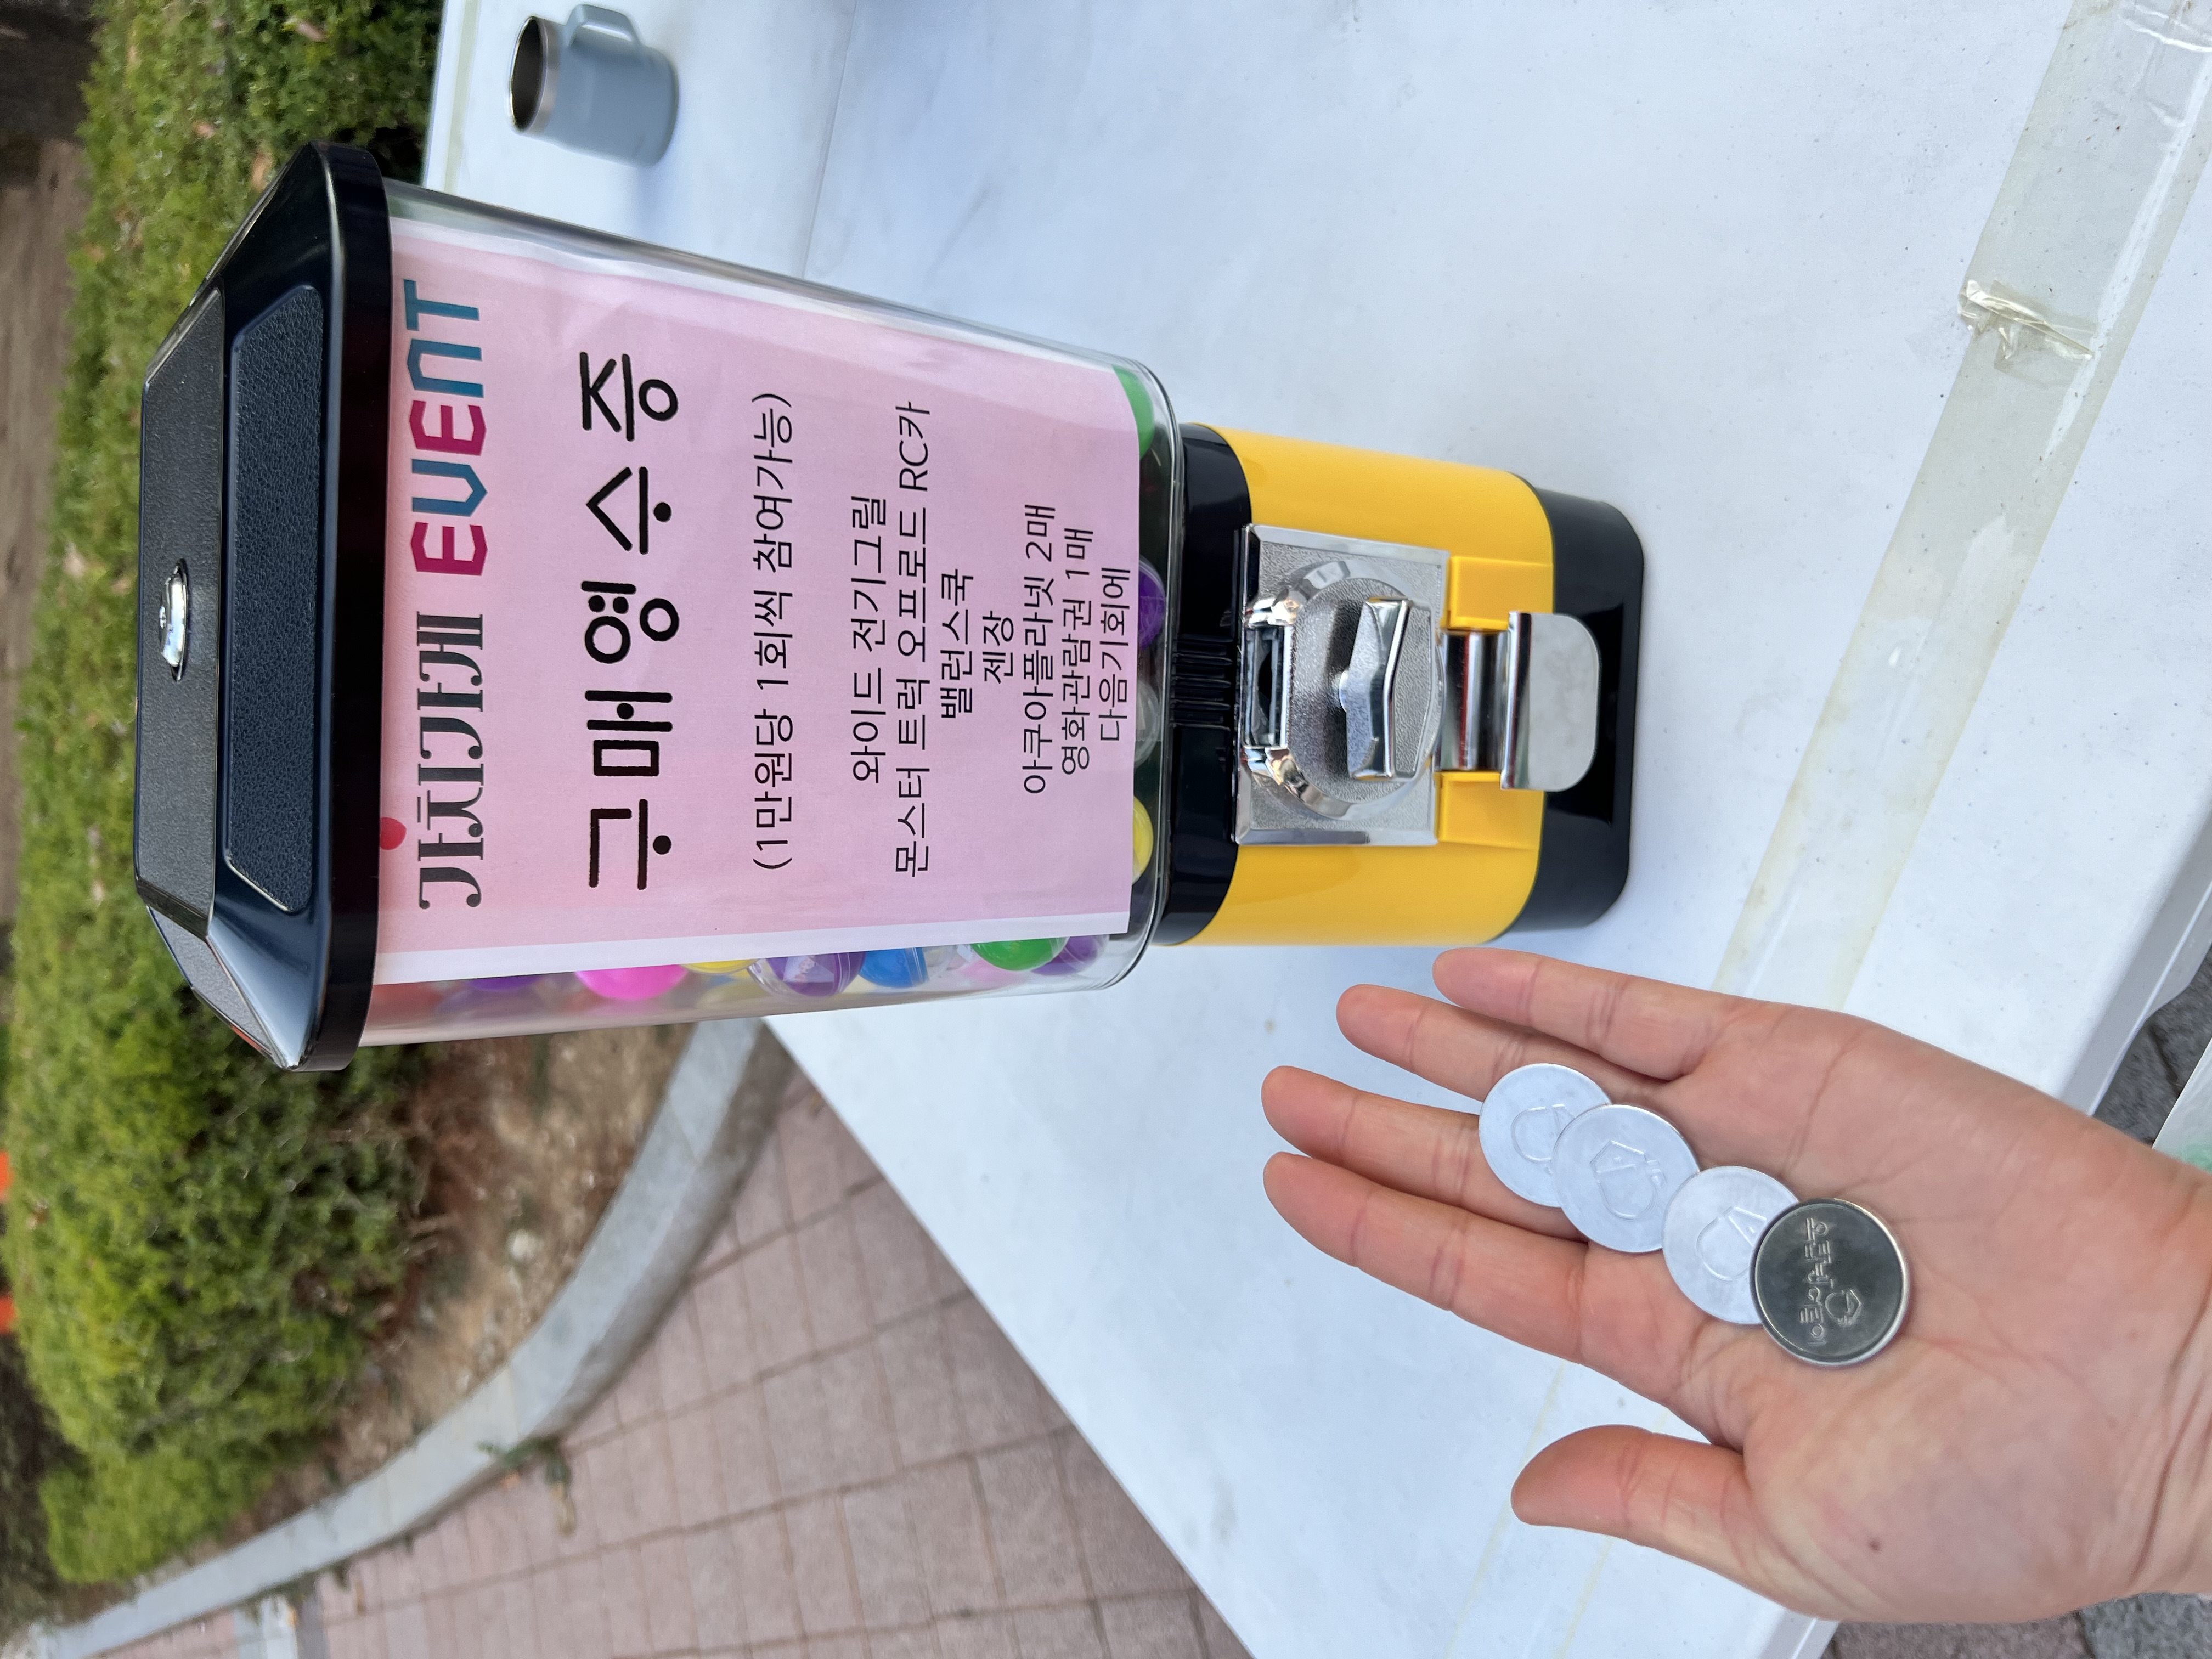 가치가게 EVENT
구매영수증
(1만원당 1회씩 참여가능)
와이드 전기그릴
몬스터 트럭 오프로드 RC카
밸런스쿡
젠장
아쿠아플라넷 2매
영화관람권 1매
다음기회에